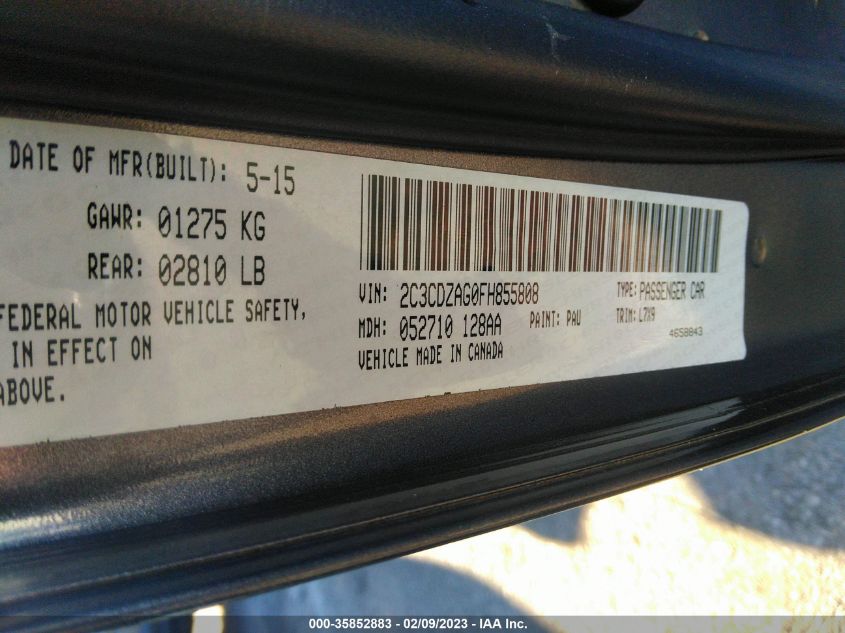 DATE OF MFR(BUILT): 5-15
GAWR: 01275 KG
REAR: 02810 LB
FEDERAL MOTOR VEHICLE SAFETY,
IN EFFECT ON
ABOVE.
VIN: 2C3CDZAG0FH855808
TYPE: PASSENGER CAR
MDH: 052710 128AA
PAINT: PAU
TRIM: L7X9
VEHICLE MADE IN CANADA
4658843
000-35852883 - 02/09/2023 - IAA Inc.